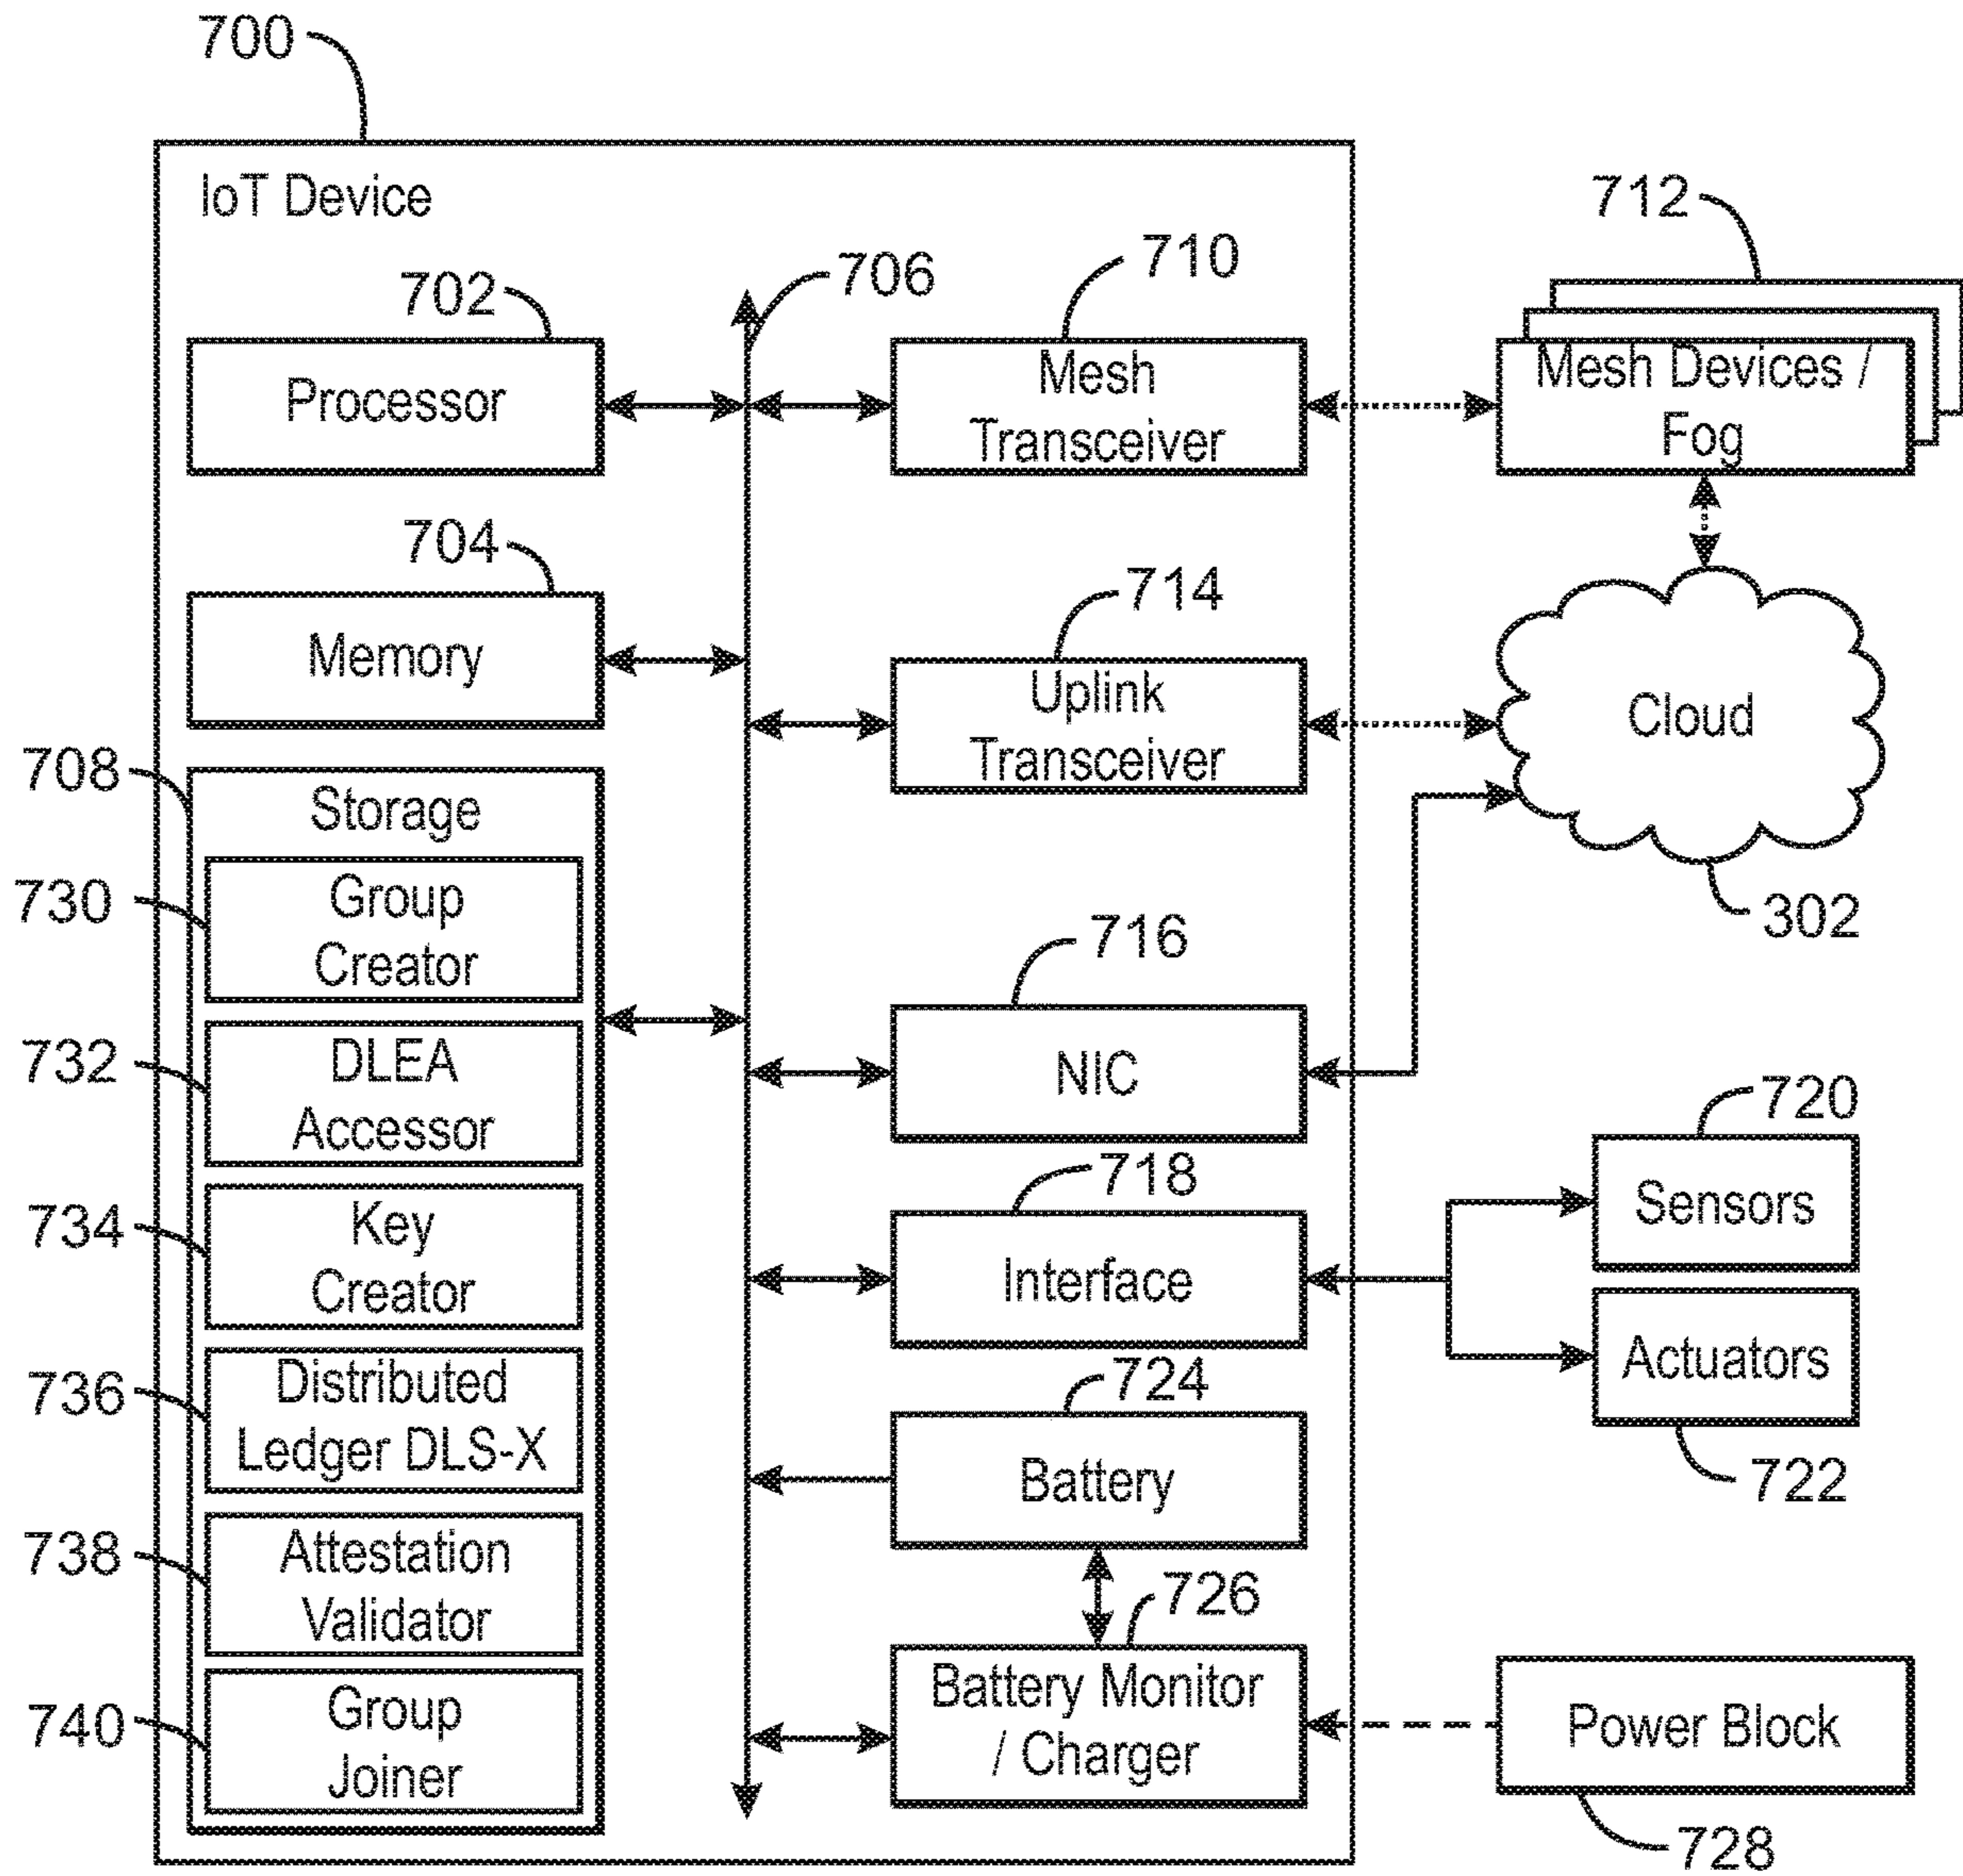 700
IoT Device
712
710
706
702
Processor
Mesh
Transceiver
Mesh Devices /
Fog
704
Memory
714
Uplink
Transceiver
Cloud
302
708
Storage
730
Group
Creator
716
NIC
732
DLEA
Accessor
720
Sensors
718
Interface
734
Key
Creator
Actuators
722
724
Battery
736
Distributed
Ledger DLS-X
738
Attestation
Validator
726
Battery Monitor
/ Charger
Power Block
728
740
Group
Joiner